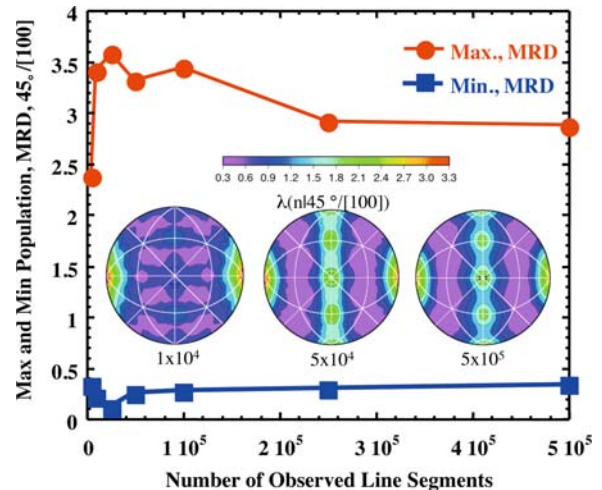 4
3.5
3
2.5
2
1.5
1
0.5
0
Max and Min Population, MRD, 45°/[100]
Max., MRD
Min., MRD
0.3 0.6 0.9 1.2 1.5 1.8 2.1 2.4 2.7 3.0 3.3
λ(n|45 °/[100])
1x10⁴ 5x10⁴ 5x10⁵
0 1 10⁵ 2 10⁵ 3 10⁵ 4 10⁵ 5 10⁵
Number of Observed Line Segments